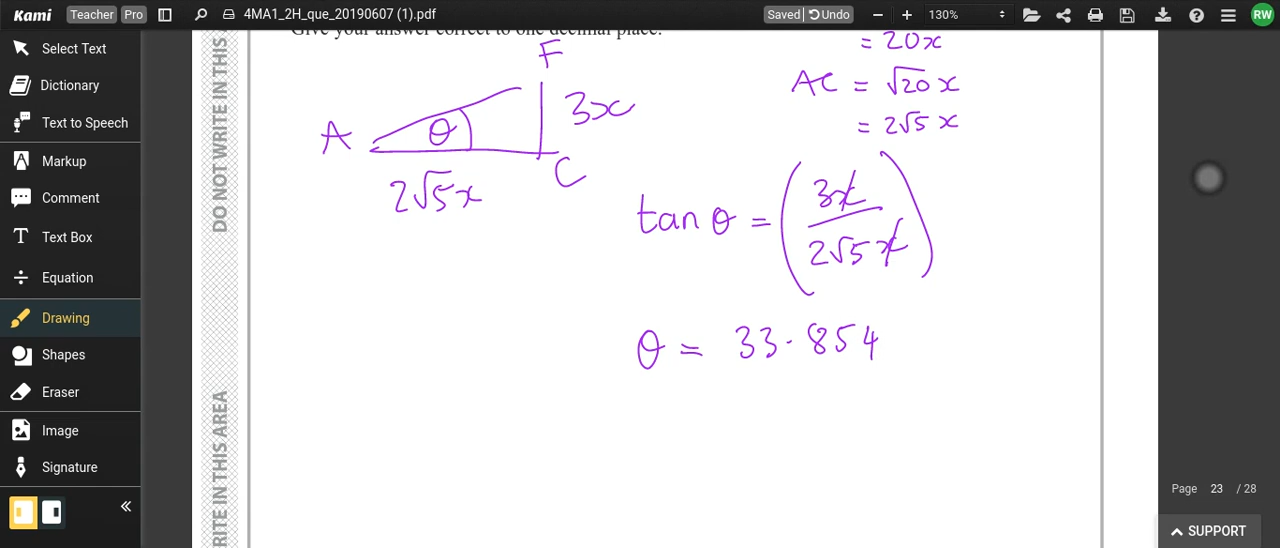 Kami
Teacher Pro
4MA1_2H_que_20190607 (1).pdf
Saved Undo
130%
RW
Select Text
Dictionary
Text to Speech
Markup
Comment
Text Box
Equation
Drawing
Shapes
Eraser
Image
Signature
DO NOT WRITE IN THIS
RITE IN THIS AREA
Give your answer correct to one decimal place.
F
3x
A
θ
C
2√5x
= 20x
AC = √20 x
= 2√5 x
tan θ = (3x / 2√5 x)
θ = 33.854
Page 23 / 28
SUPPORT